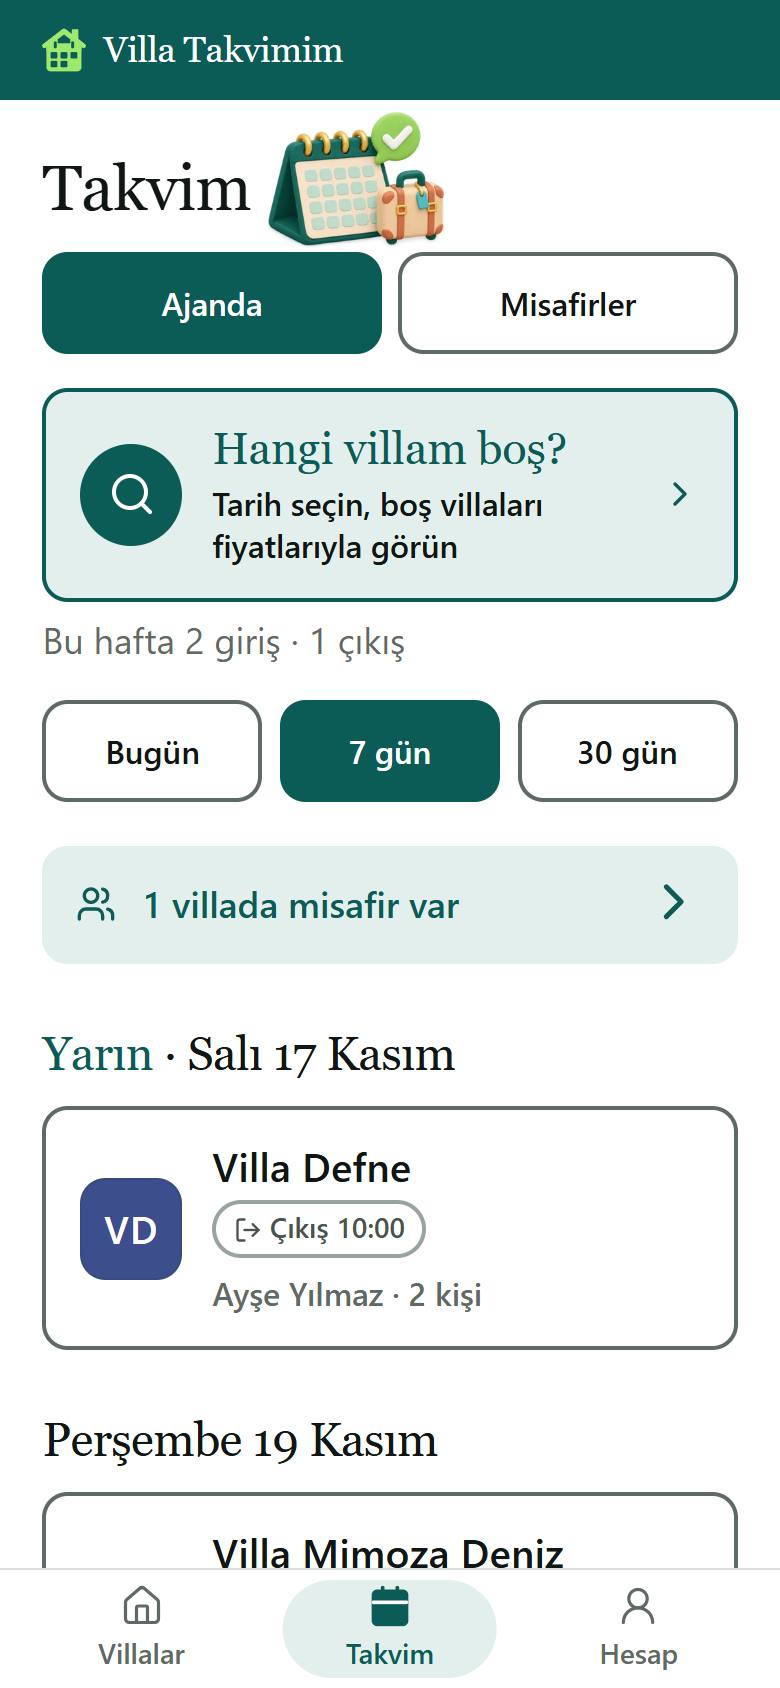 Villa Takvimim
Takvim
Ajanda
Misafirler
Hangi villam boş?
Tarih seçin, boş villaları
fiyatlarıyla görün
Bu hafta 2 giriş · 1 çıkış
Bugün
7 gün
30 gün
1 villada misafir var
Yarın · Salı 17 Kasım
VD
Villa Defne
Çıkış 10:00
Ayşe Yılmaz · 2 kişi
Perşembe 19 Kasım
Villa Mimoza Deniz
Villalar
Takvim
Hesap